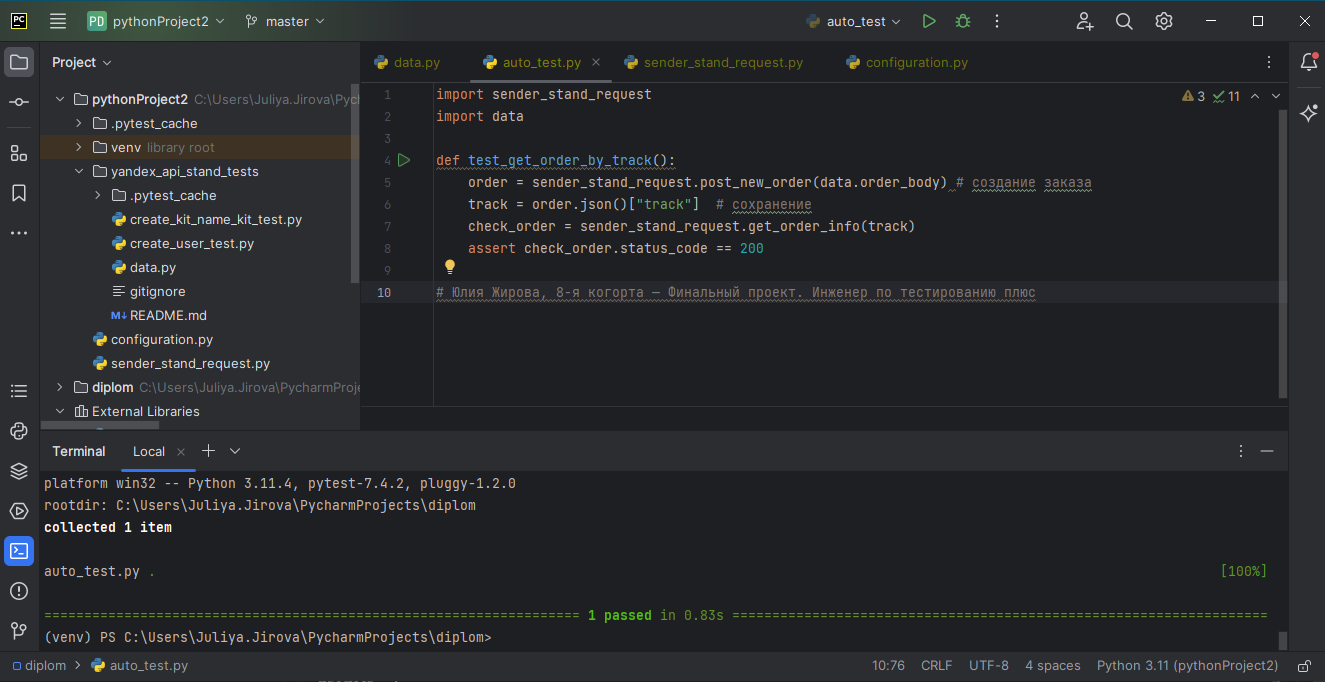 PC PD pythonProject2 master auto_test
Project
data.py auto_test.py sender_stand_request.py configuration.py
pythonProject2 C:\Users\Juliya.Jirova\Pyc
.pytest_cache
venv library root
yandex_api_stand_tests
.pytest_cache
create_kit_name_kit_test.py
create_user_test.py
data.py
gitignore
M↓ README.md
configuration.py
sender_stand_request.py
diplom C:\Users\Juliya.Jirova\PycharmProje
External Libraries
3 11
1 import sender_stand_request
2 import data
3
4 def test_get_order_by_track():
5 order = sender_stand_request.post_new_order(data.order_body) # создание заказа
6 track = order.json()["track"] # сохранение
7 check_order = sender_stand_request.get_order_info(track)
8 assert check_order.status_code == 200
9
10 # Юлия Жирова, 8-я когорта — Финальный проект. Инженер по тестированию плюс
Terminal Local
platform win32 -- Python 3.11.4, pytest-7.4.2, pluggy-1.2.0
rootdir: C:\Users\Juliya.Jirova\PycharmProjects\diplom
collected 1 item
auto_test.py . [100%]
=================================================================== 1 passed in 0.83s ===================================================================
(venv) PS C:\Users\Juliya.Jirova\PycharmProjects\diplom>
diplom > auto_test.py 10:76 CRLF UTF-8 4 spaces Python 3.11 (pythonProject2)